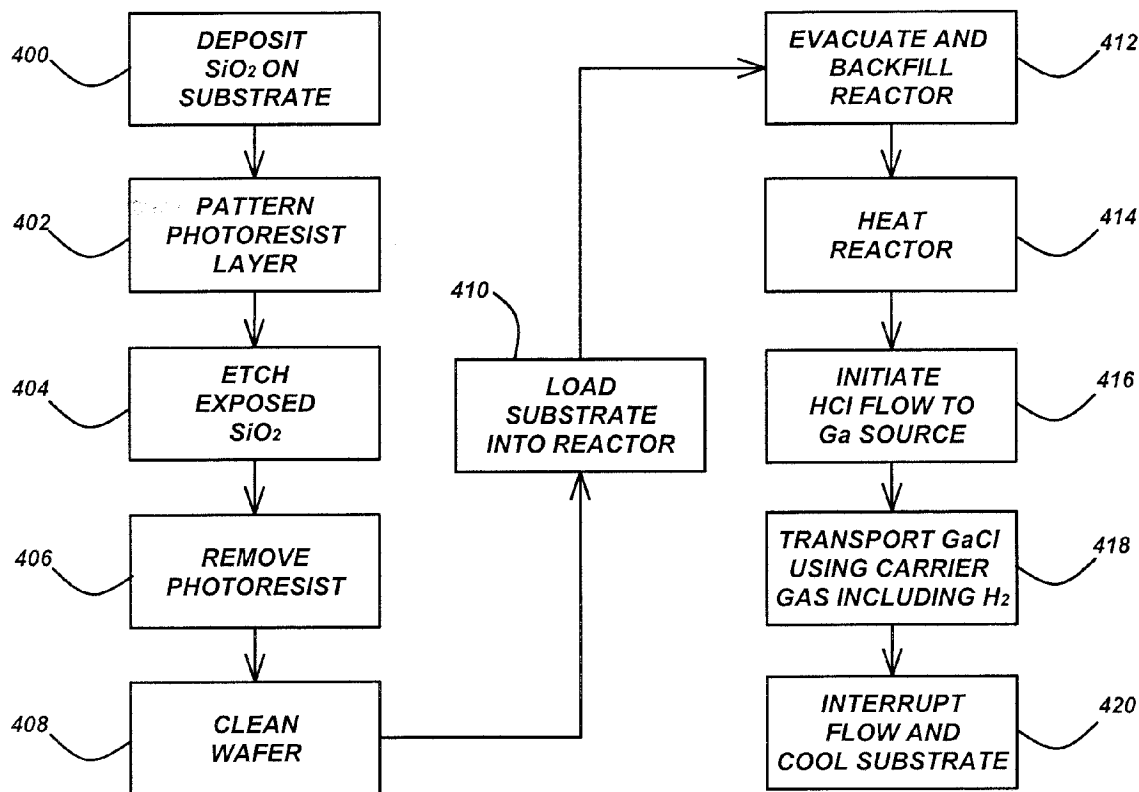 400
DEPOSIT
SiO2 ON
SUBSTRATE
402
PATTERN
PHOTORESIST
LAYER
404
ETCH
EXPOSED
SiO2
406
REMOVE
PHOTORESIST
408
CLEAN
WAFER
410
LOAD
SUBSTRATE
INTO REACTOR
EVACUATE AND
BACKFILL
REACTOR
412
HEAT
REACTOR
414
INITIATE
HCl FLOW TO
Ga SOURCE
416
TRANSPORT GaCl
USING CARRIER
GAS INCLUDING H2
418
INTERRUPT
FLOW AND
COOL SUBSTRATE
420